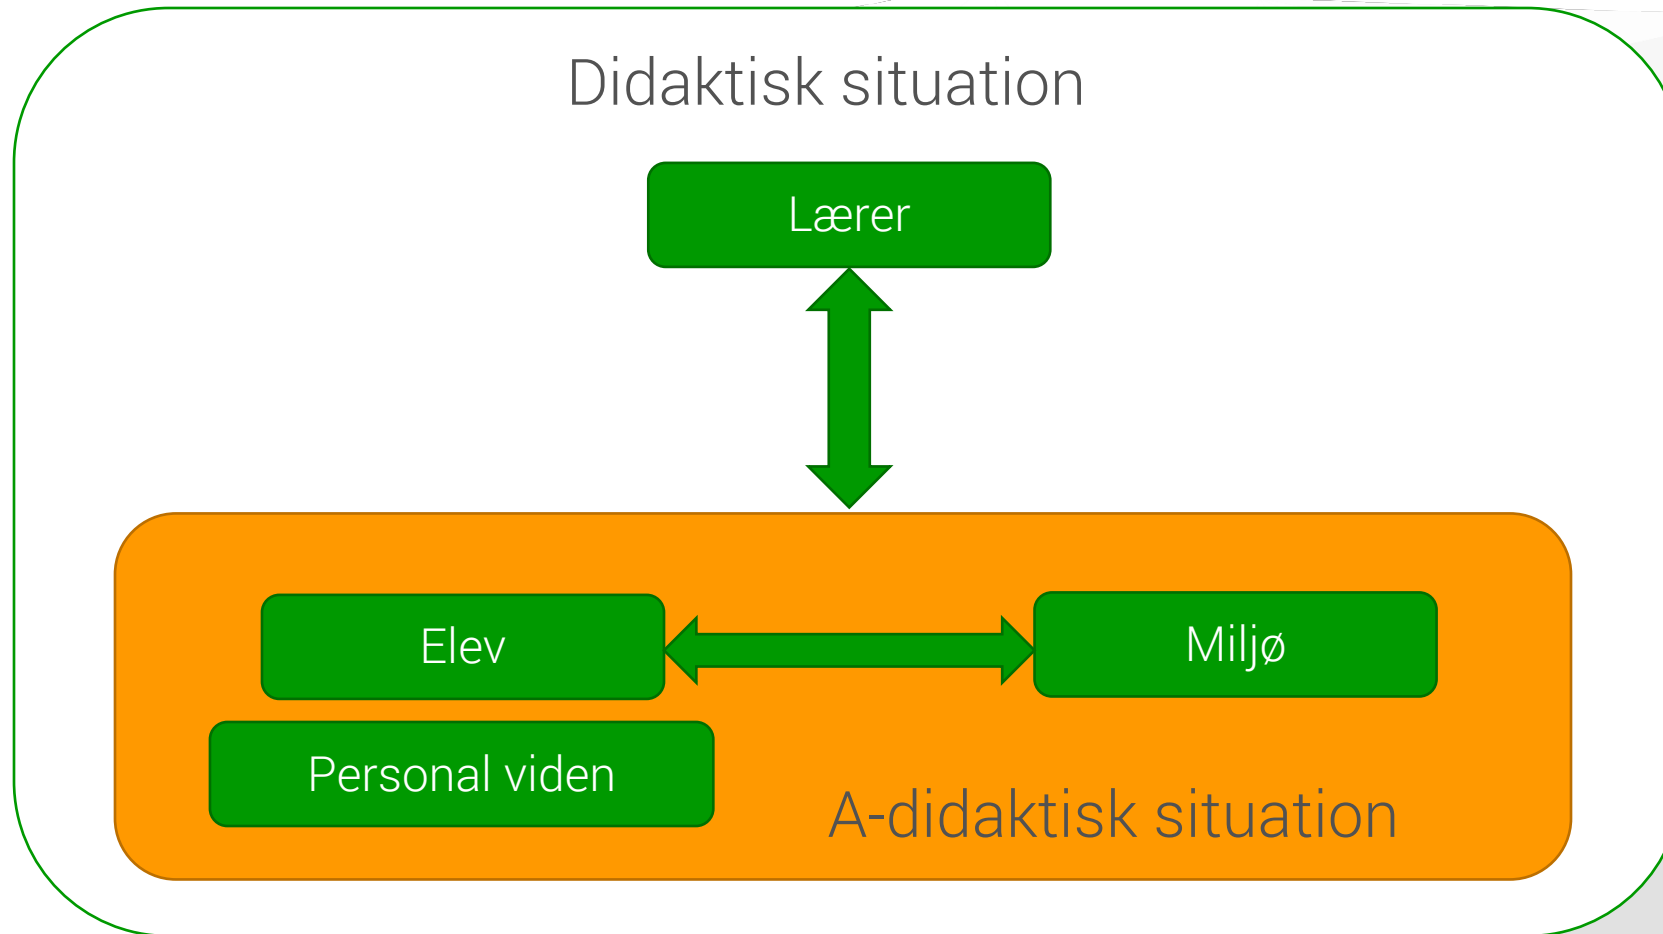 Didaktisk situation
Lærer
Elev
Miljø
Personal viden
A-didaktisk situation